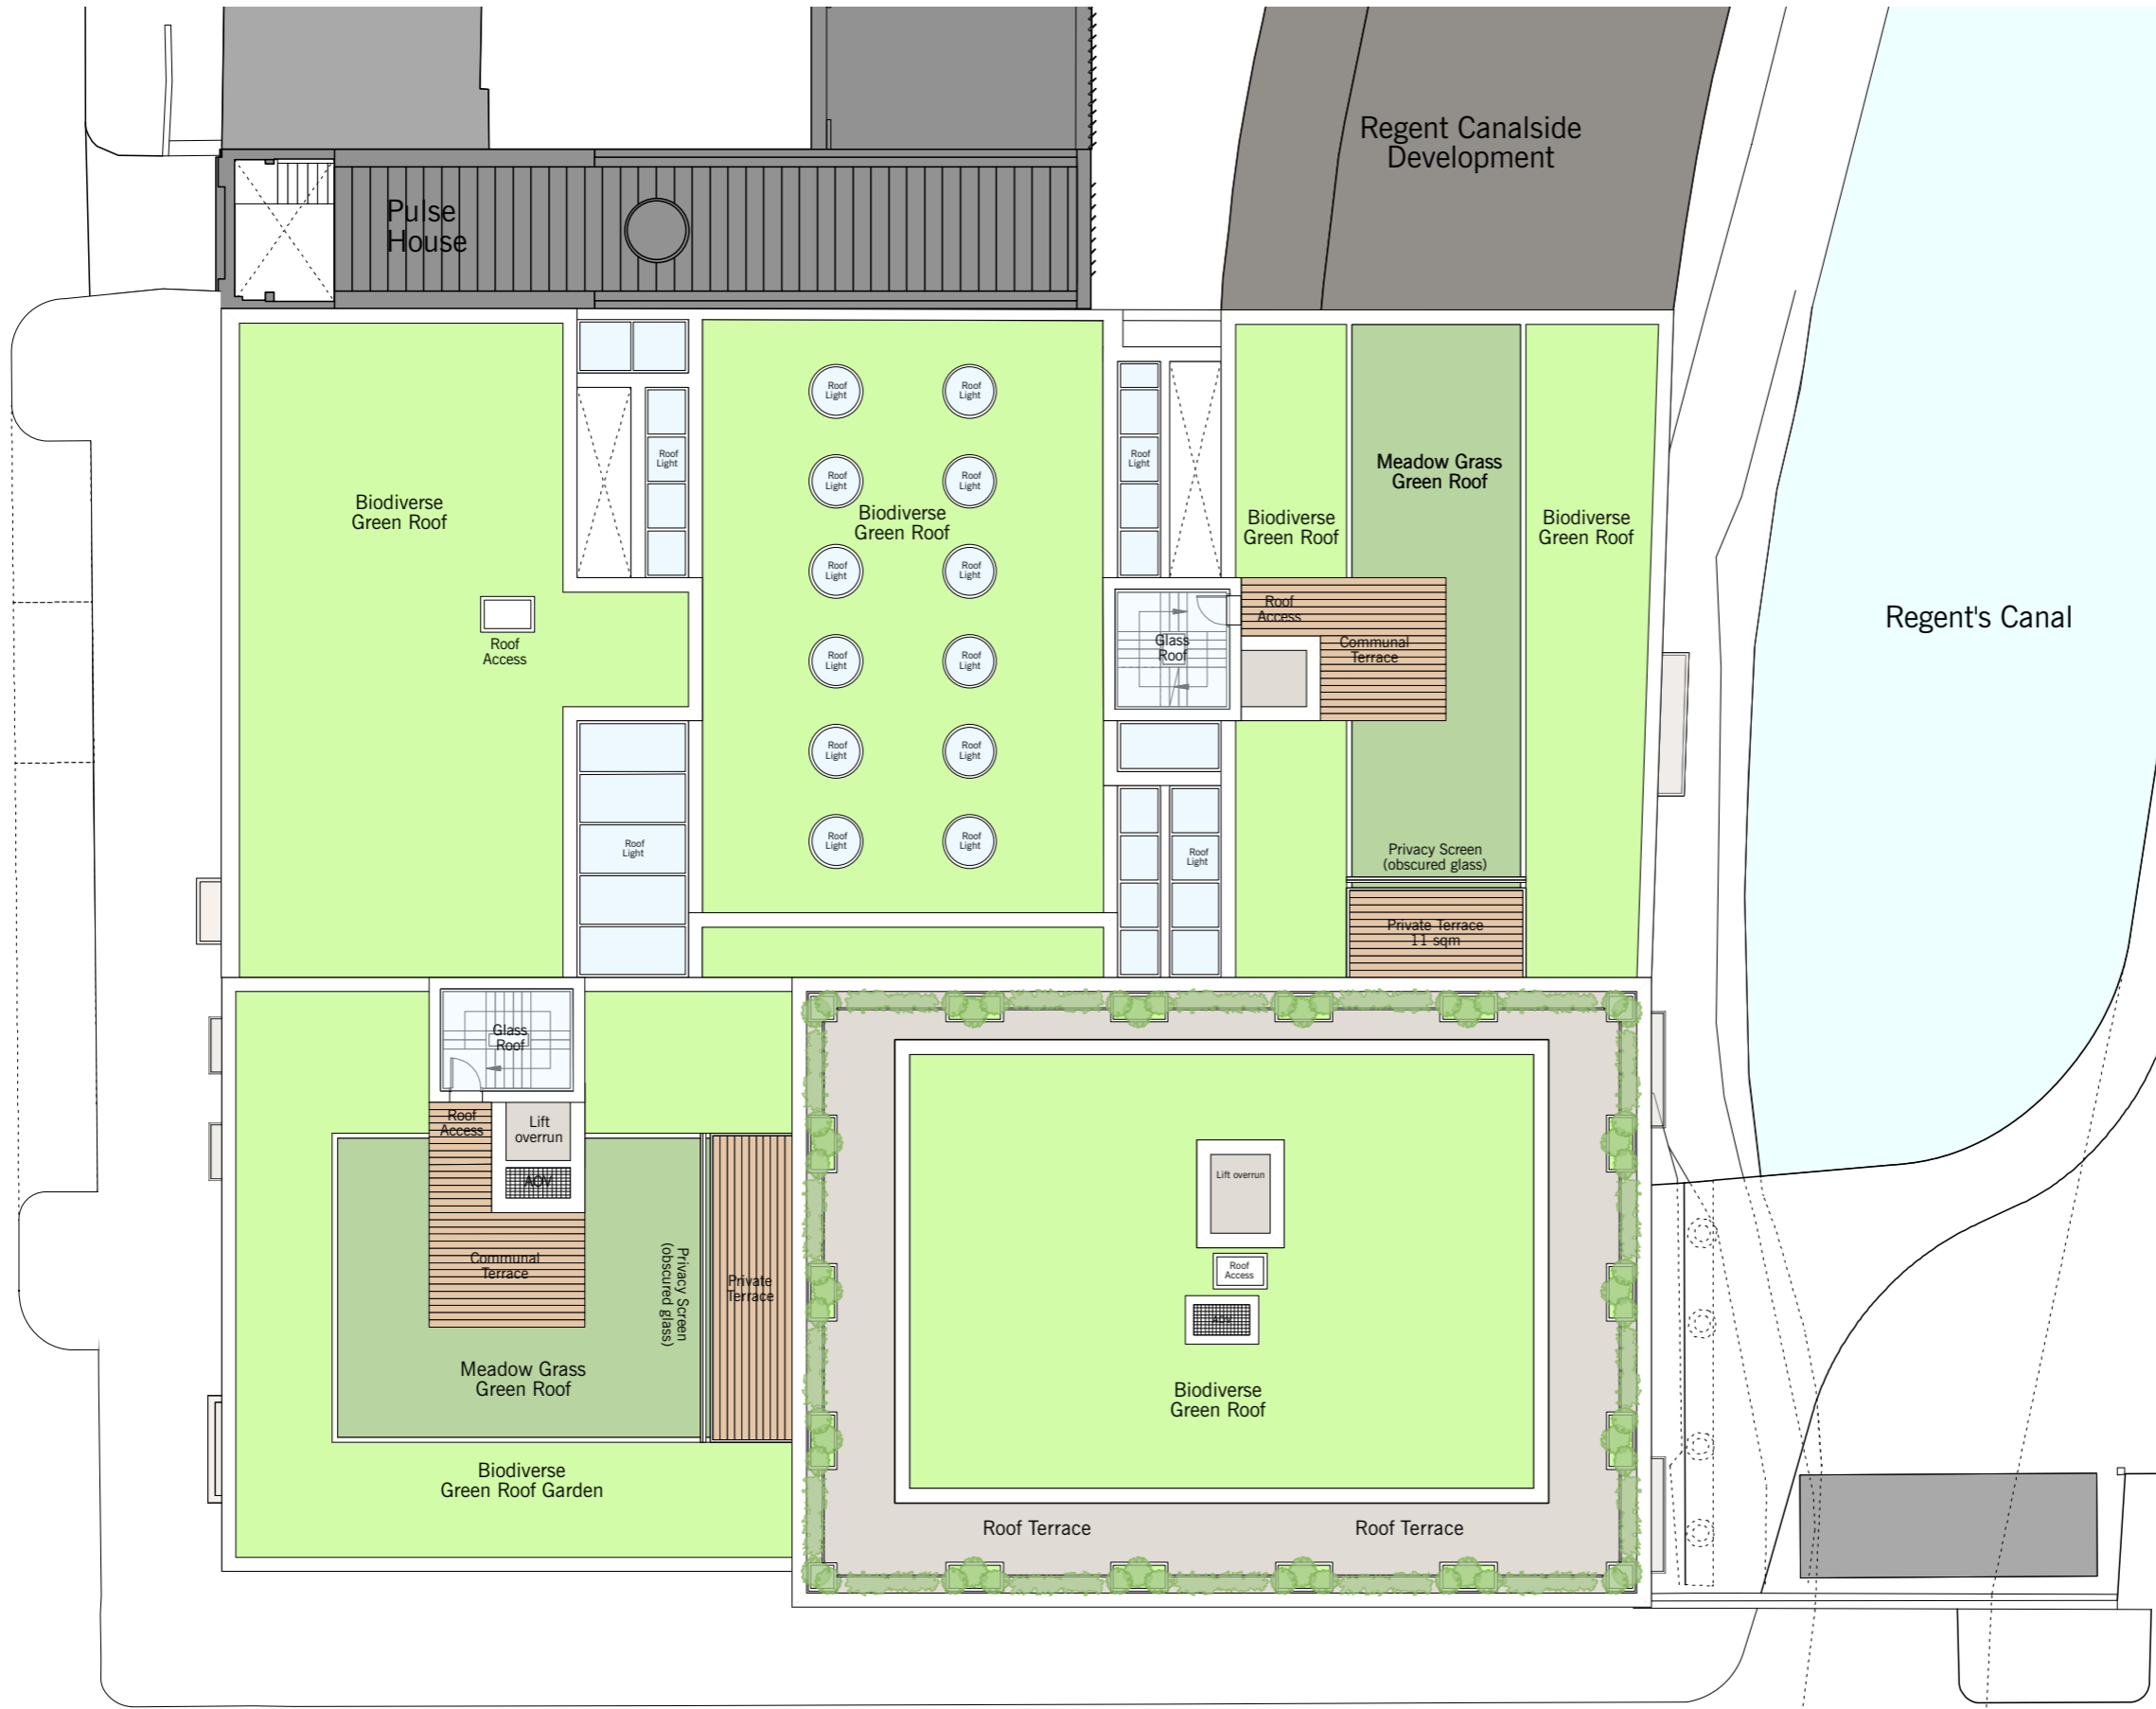 Regent Canalside
Development
Pulse
House
Roof
Light
Roof
Light
Roof
Light
Roof
Light
Meadow Grass
Green Roof
Roof
Light
Roof
Light
Biodiverse
Green Roof
Biodiverse
Green Roof
Biodiverse
Green Roof
Biodiverse
Green Roof
Roof
Light
Roof
Light
Roof
Access
Regent's Canal
Roof
Access
Glass
Roof
Communal
Terrace
Roof
Light
Roof
Light
Roof
Light
Roof
Light
Roof
Light
Roof
Light
Roof
Light
Roof
Light
Privacy Screen
(obscured glass)
Private Terrace
11 sqm
Glass
Roof
Roof
Access
Lift
overrun
AOV
Lift overrun
Communal
Terrace
Privacy Screen
(obscured glass)
Private
Terrace
Roof
Access
AOV
Meadow Grass
Green Roof
Biodiverse
Green Roof
Biodiverse
Green Roof Garden
Roof Terrace
Roof Terrace